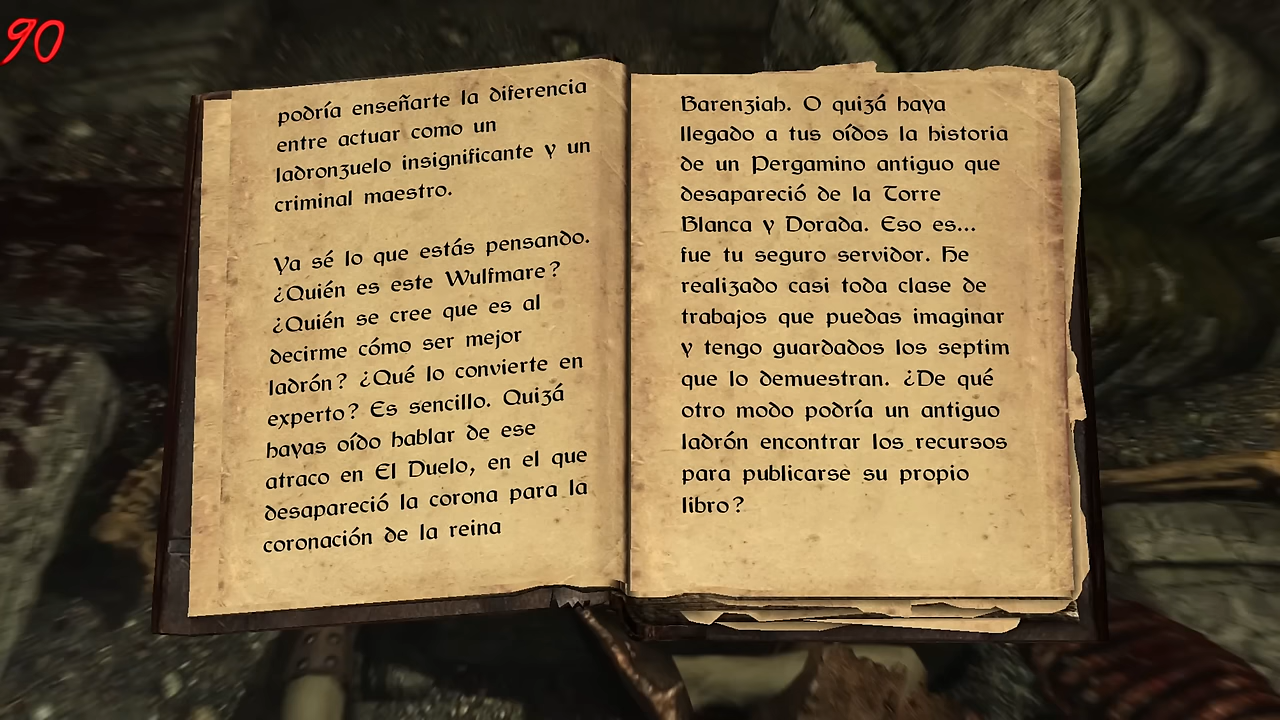 90
podría enseñarte la diferencia
entre actuar como un
ladronzuelo insignificante y un
criminal maestro.
Ya sé lo que estás pensando.
¿Quién es este Wulfmare?
¿Quién se cree que es al
decirme cómo ser mejor
ladrón? ¿Qué lo convierte en
experto? Es sencillo. Quizá
hayas oído hablar de ese
atraco en El Duelo, en el que
desapareció la corona para la
coronación de la reina
Barenziah. O quizá haya
llegado a tus oídos la historia
de un Pergamino antiguo que
desapareció de la Torre
Blanca y Dorada. Eso es...
fue tu seguro servidor. He
realizado casi toda clase de
trabajos que puedas imaginar
y tengo guardados los septim
que lo demuestran. ¿De qué
otro modo podría un antiguo
ladrón encontrar los recursos
para publicarse su propio
libro?